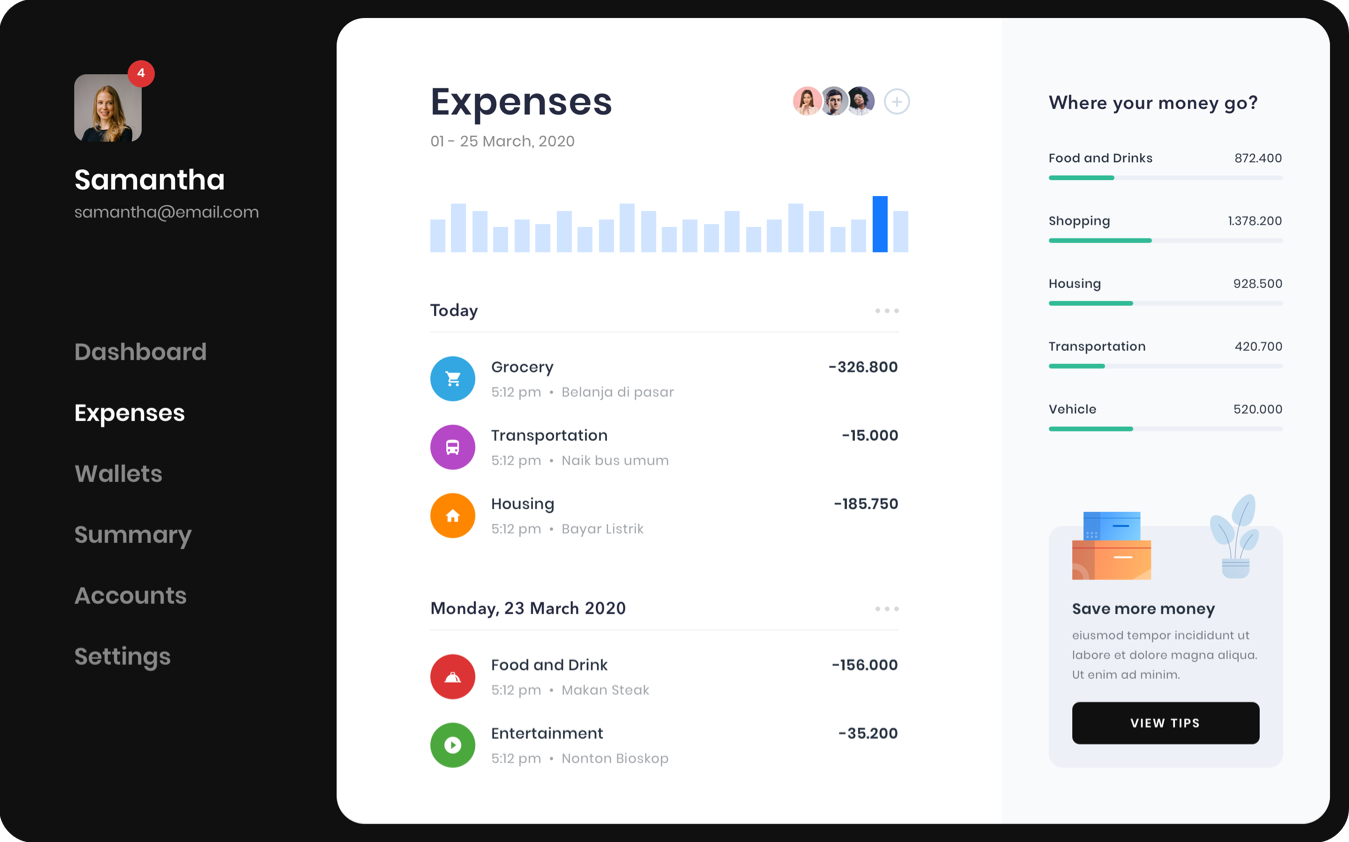 4
Samantha
samantha@email.com
Dashboard
Expenses
Wallets
Summary
Accounts
Settings
Expenses
01 - 25 March, 2020
Today
Grocery -326.800
5:12 pm • Belanja di pasar
Transportation -15.000
5:12 pm • Naik bus umum
Housing -185.750
5:12 pm • Bayar Listrik
Monday, 23 March 2020
Food and Drink -156.000
5:12 pm • Makan Steak
Entertainment -35.200
5:12 pm • Nonton Bioskop
Where your money go?
Food and Drinks 872.400
Shopping 1.378.200
Housing 928.500
Transportation 420.700
Vehicle 520.000
Save more money
eiusmod tempor incididunt ut
labore et dolore magna aliqua.
Ut enim ad minim.
VIEW TIPS